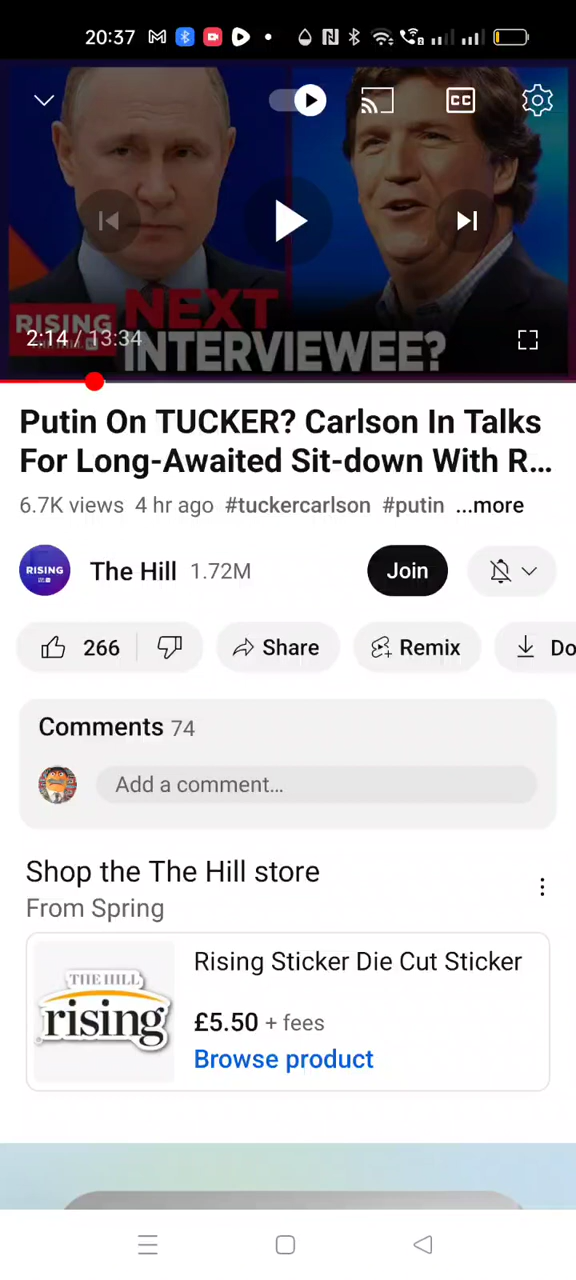 20:37
NEXT
RISING
2:14 / 13:34
INTERVIEWEE?
Putin On TUCKER? Carlson In Talks
For Long-Awaited Sit-down With R...
6.7K views 4 hr ago #tuckercarlson #putin ...more
RISING
The Hill 1.72M
Join
266
Share
Remix
Do
Comments 74
Add a comment...
Shop the The Hill store
From Spring
THE HILL
rising
Rising Sticker Die Cut Sticker
£5.50 + fees
Browse product